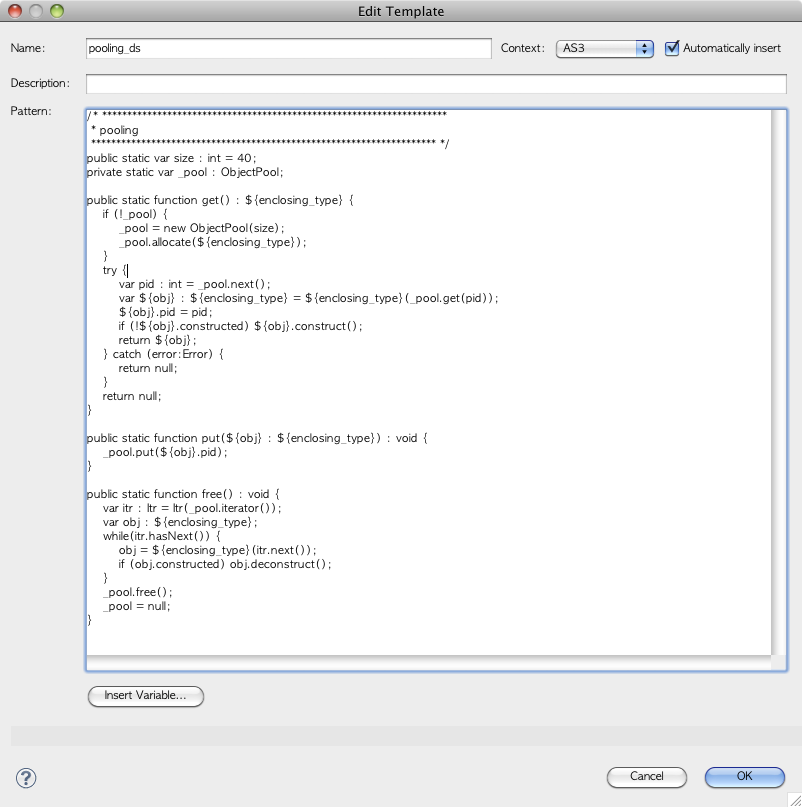 Edit Template
Name: pooling_ds Context: AS3 Automatically insert
Description:
Pattern:
/* *********************************************************************
 * pooling
 ********************************************************************* */
public static var size : int = 40;
private static var _pool : ObjectPool;

public static function get() : ${enclosing_type} {
    if (!_pool) {
        _pool = new ObjectPool(size);
        _pool.allocate(${enclosing_type});
    }
    try {
        var pid : int = _pool.next();
        var ${obj} : ${enclosing_type} = ${enclosing_type}(_pool.get(pid));
        ${obj}.pid = pid;
        if (!${obj}.constructed) ${obj}.construct();
        return ${obj};
    } catch (error:Error) {
        return null;
    }
    return null;
}

public static function put(${obj} : ${enclosing_type}) : void {
    _pool.put(${obj}.pid);
}

public static function free() : void {
    var itr : Itr = Itr(_pool.iterator());
    var obj : ${enclosing_type};
    while(itr.hasNext()) {
        obj = ${enclosing_type}(itr.next());
        if (obj.constructed) obj.deconstruct();
    }
    _pool.free();
    _pool = null;
}
Insert Variable...
? Cancel OK